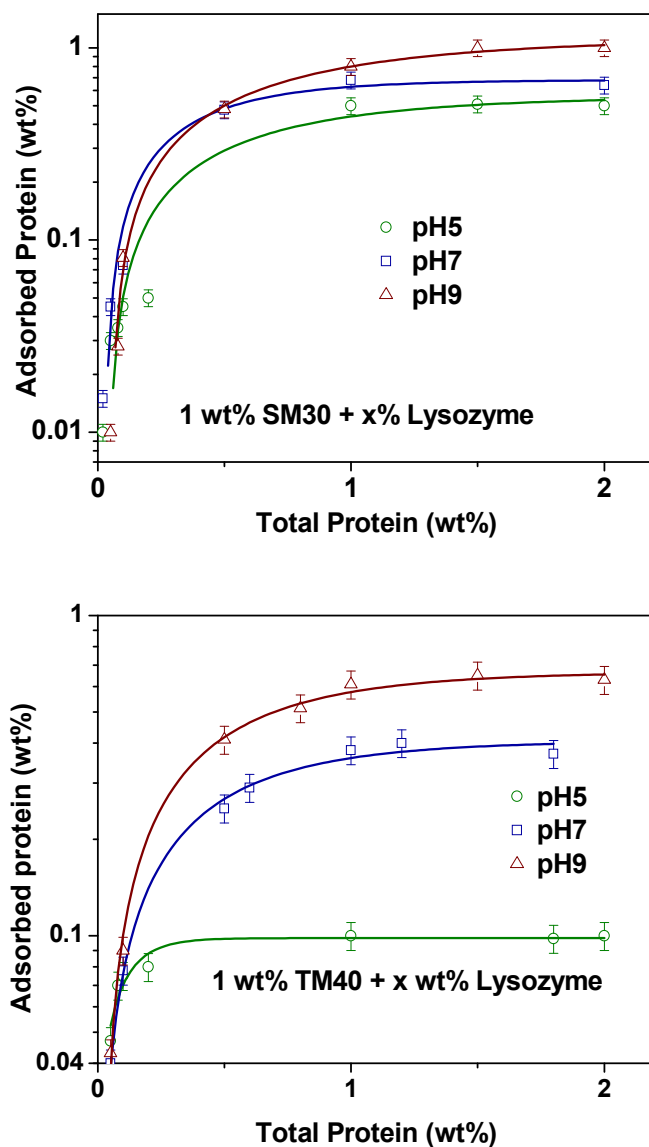 1
0.1
0.01
Adsorbed Protein (wt%)
pH5
pH7
pH9
1 wt% SM30 + x% Lysozyme
0
1
2
Total Protein (wt%)
1
0.1
0.04
Adsorbed protein (wt%)
pH5
pH7
pH9
1 wt% TM40 + x wt% Lysozyme
0
1
2
Total Protein (wt%)